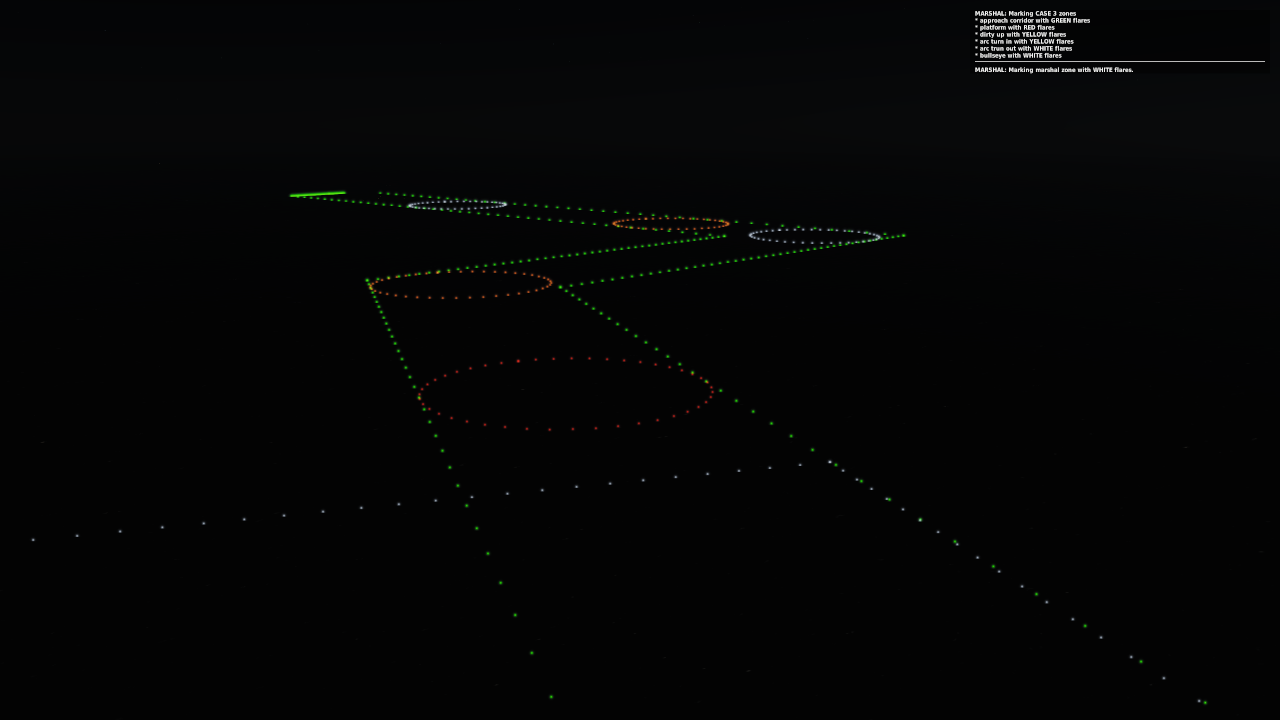 MARSHAL: Marking CASE 3 zones
* approach corridor with GREEN flares
* platform with RED flares
* dirty up with YELLOW flares
* arc turn in with YELLOW flares
* arc trun out with WHITE flares
* bullseye with WHITE flares
MARSHAL: Marking marshal zone with WHITE flares.